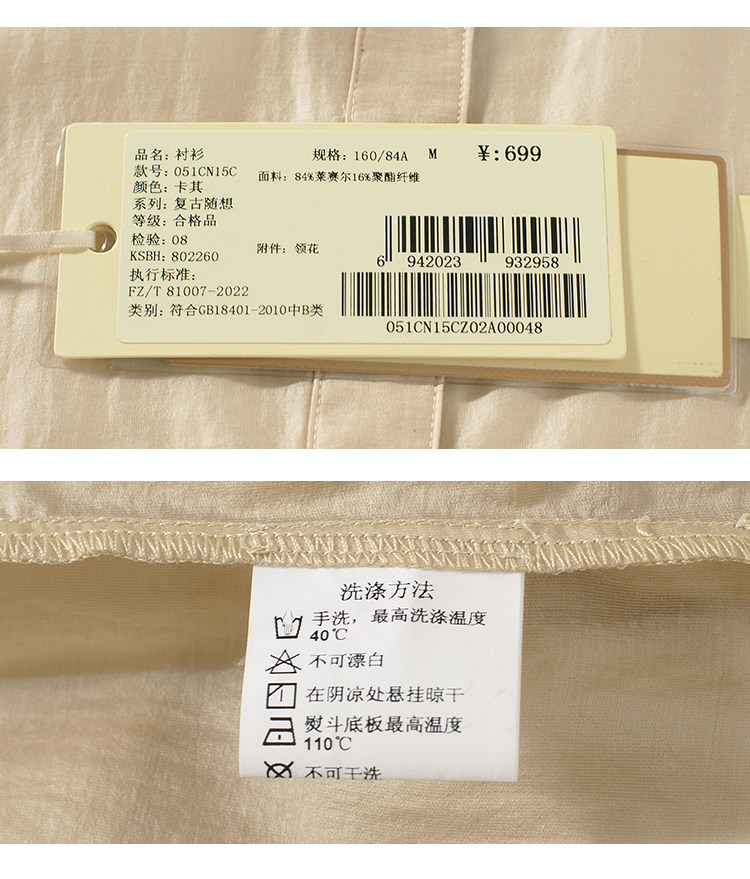 品名: 衬衫 规格: 160/84A M ¥:699
款号: 051CN15C 面料: 84%莱赛尔16%聚酯纤维
颜色: 卡其
系列: 复古随想
等级: 合格品
检验: 08 附件: 领花
KSBH: 802260
6 942023 932958
执行标准:
FZ/T 81007-2022
类别: 符合GB18401-2010中B类
051CN15CZ02A00048
洗涤方法
手洗，最高洗涤温度
40℃
不可漂白
在阴凉处悬挂晾干
熨斗底板最高温度
110℃
不可干洗